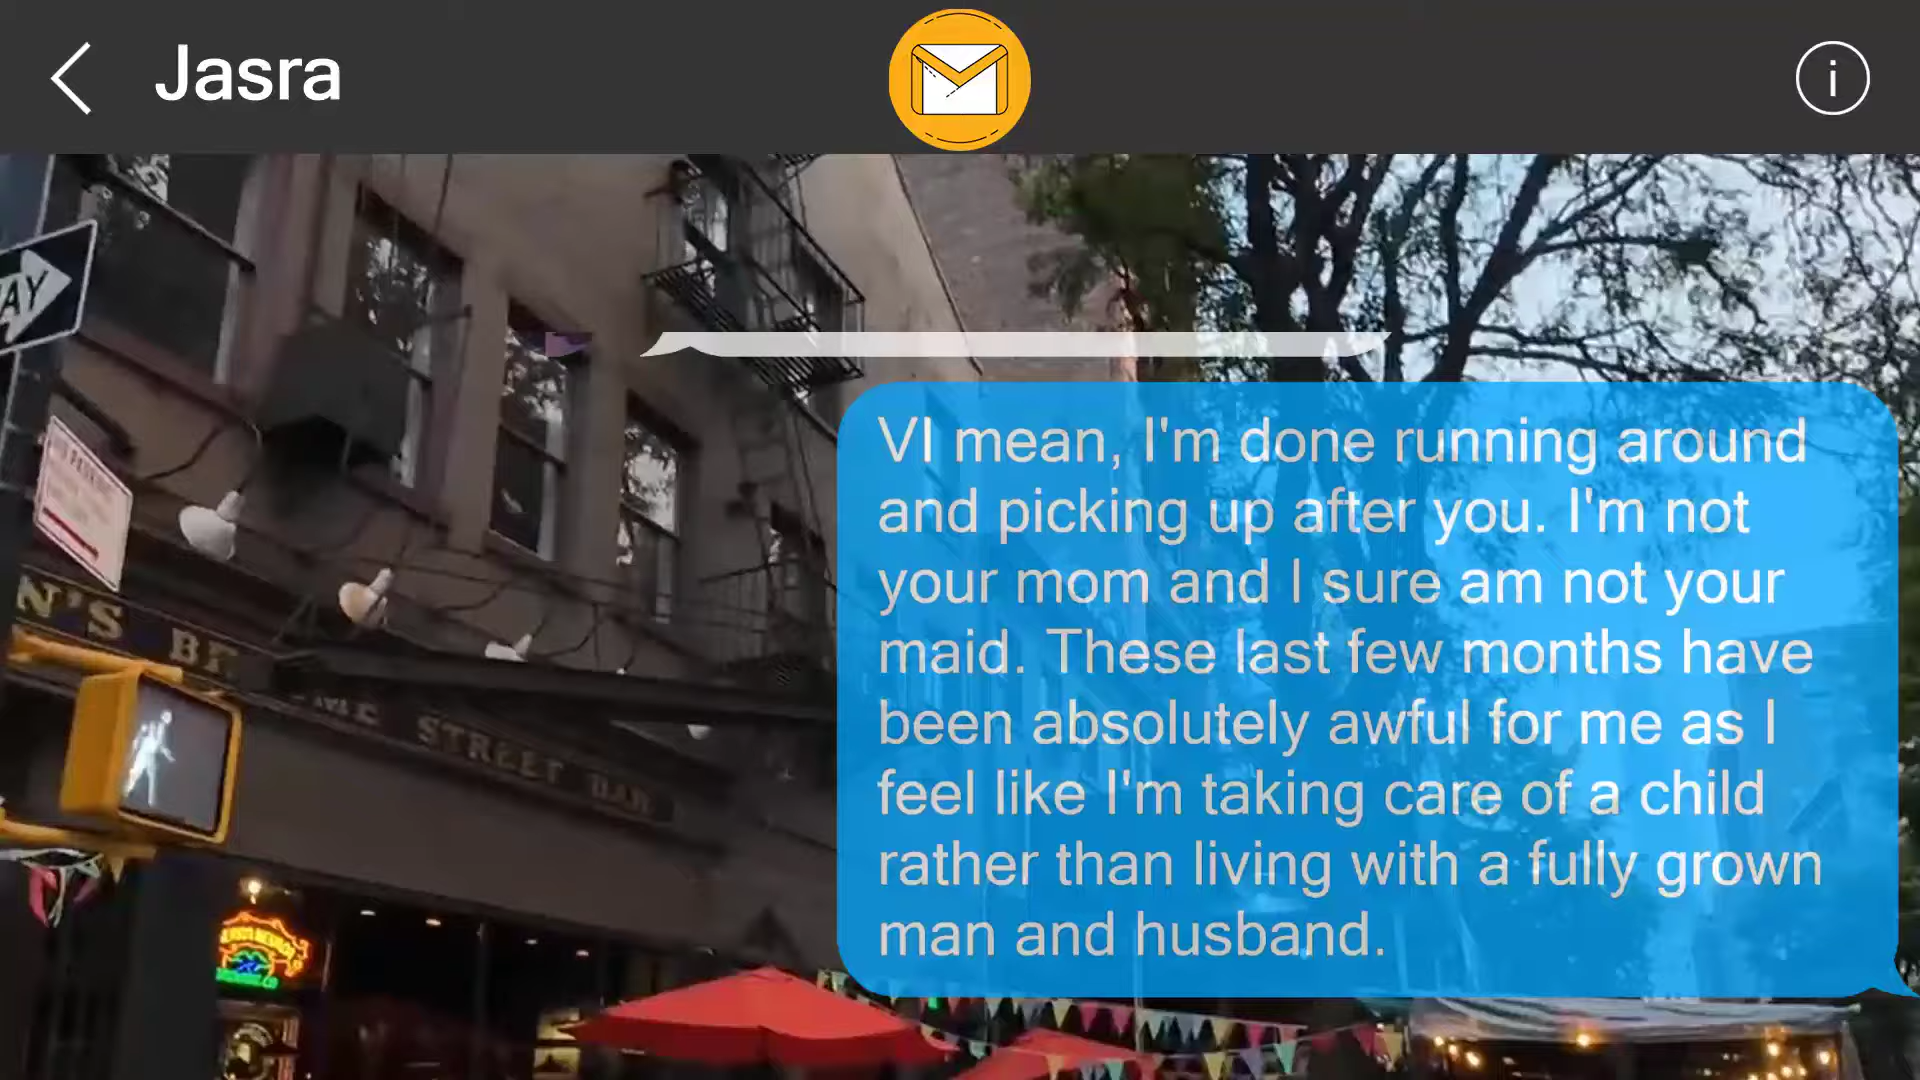 Jasra
i
AY
VI mean, I'm done running around
and picking up after you. I'm not
your mom and I sure am not your
maid. These last few months have
been absolutely awful for me as I
feel like I'm taking care of a child
rather than living with a fully grown
man and husband.
N'S BE
STREET BAR